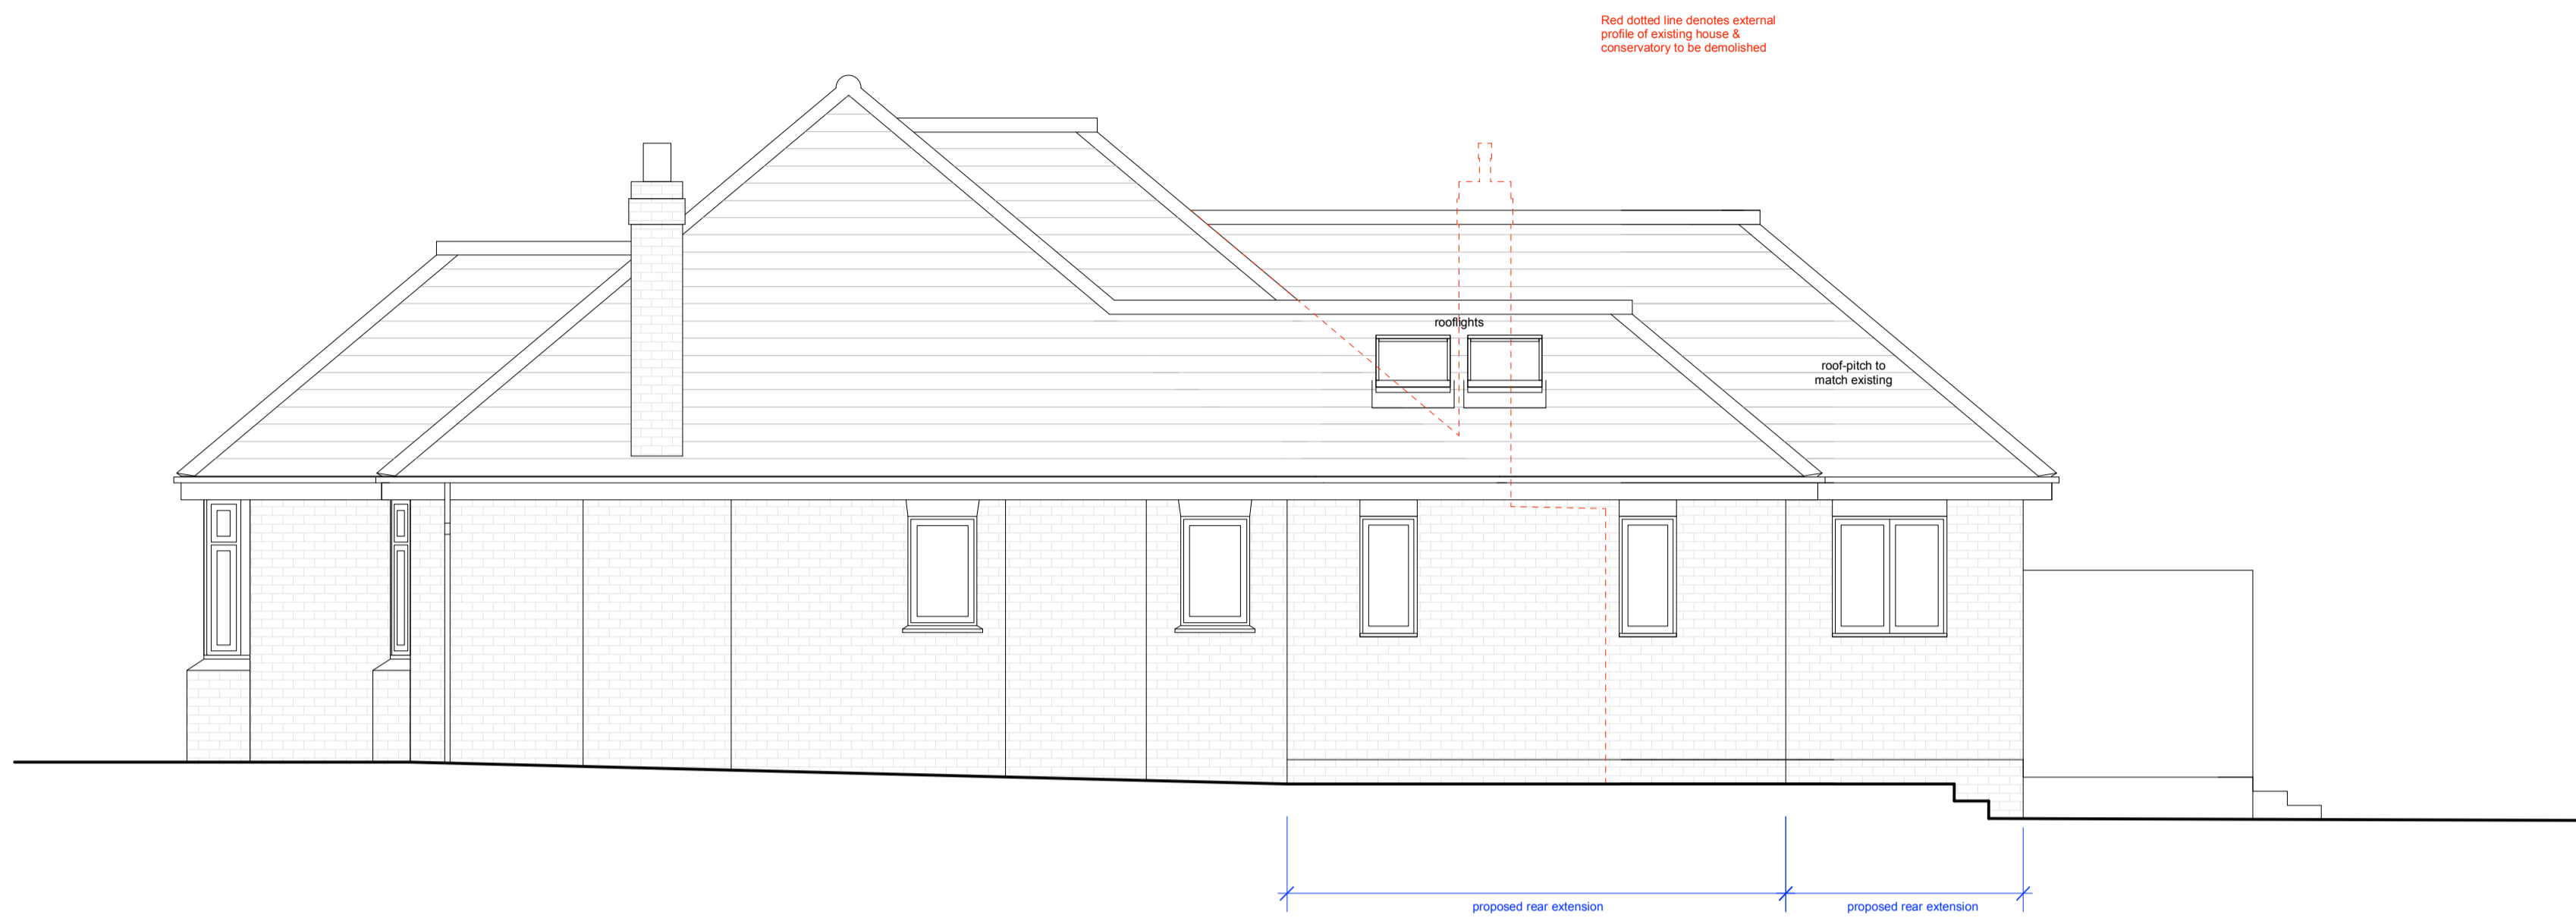 Red dotted line denotes external
profile of existing house &
conservatory to be demolished
rooflights
roof-pitch to
match existing
proposed rear extension
proposed rear extension